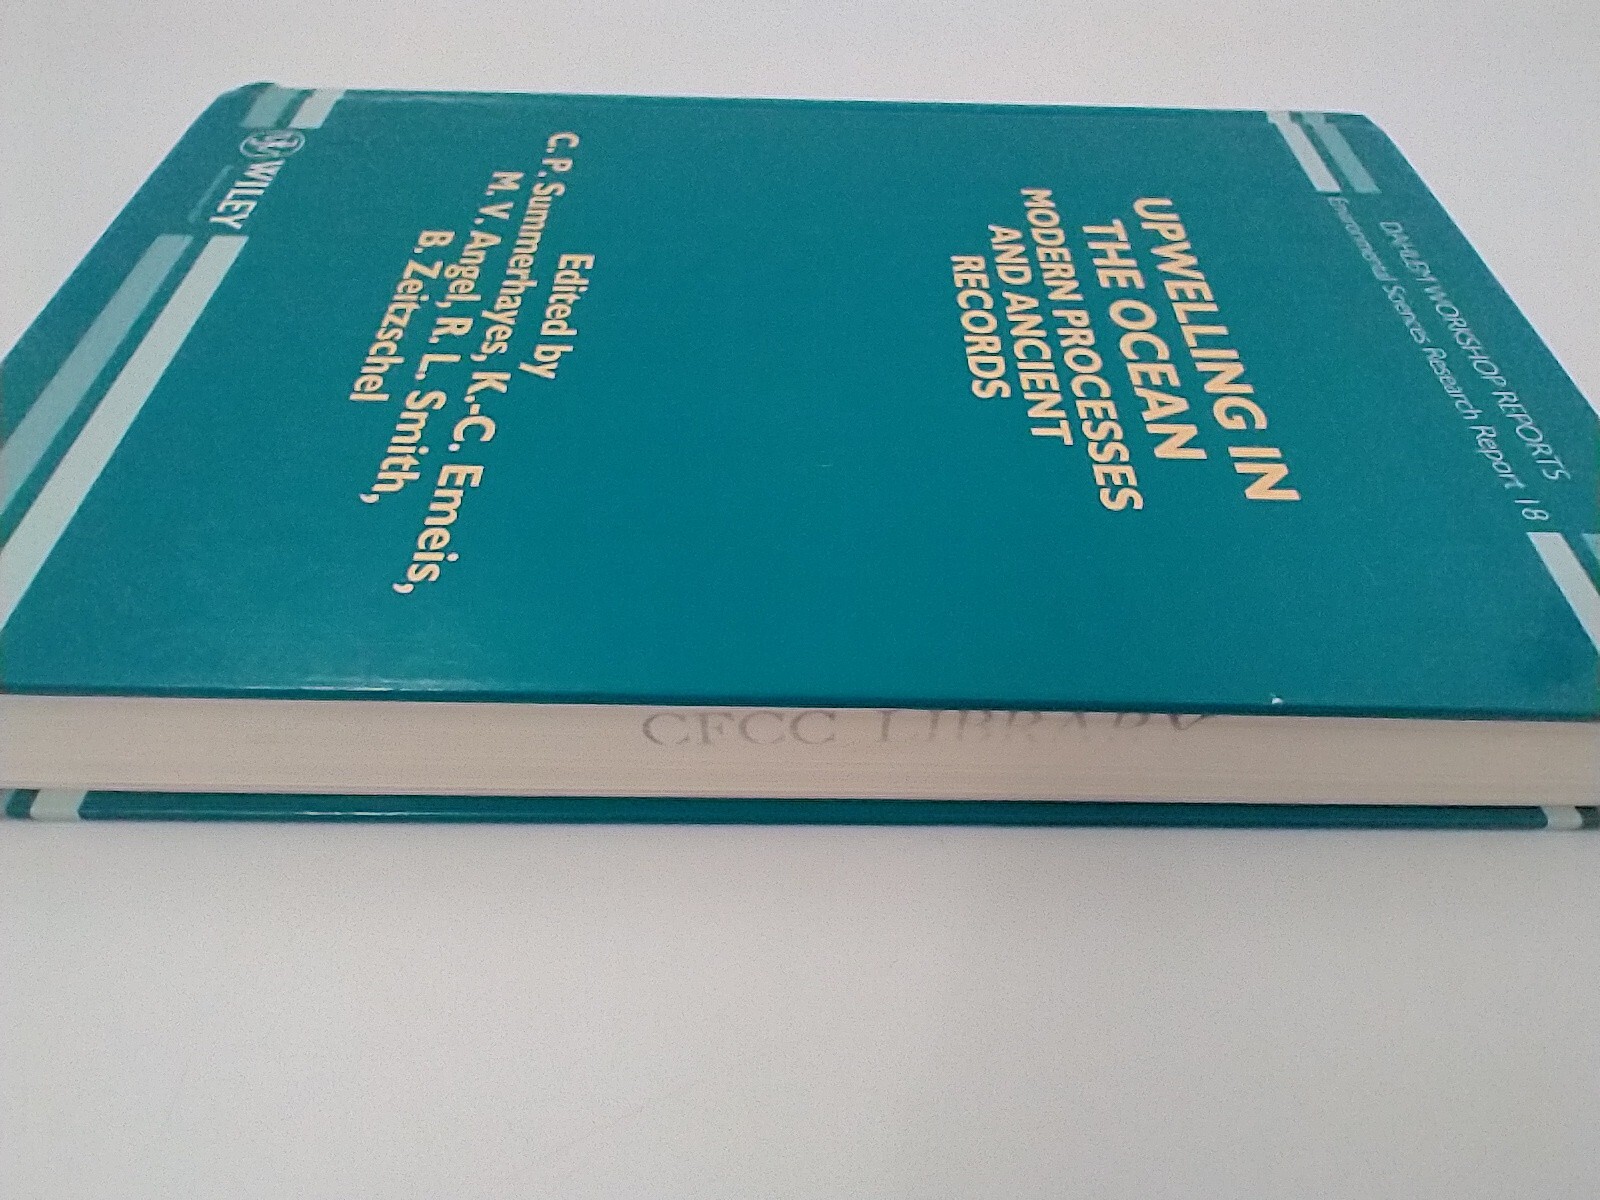 DAHLEM WORKSHOP REPORTS
Environmental Sciences Research Report 18
UPWELLING IN
THE OCEAN
MODERN PROCESSES
AND ANCIENT
RECORDS
Edited by
C. P. Summerhayes, K.-C. Emeis,
M. V. Angel, R. L. Smith,
B. Zeitzschel
WILEY
CFCC LIBRARY